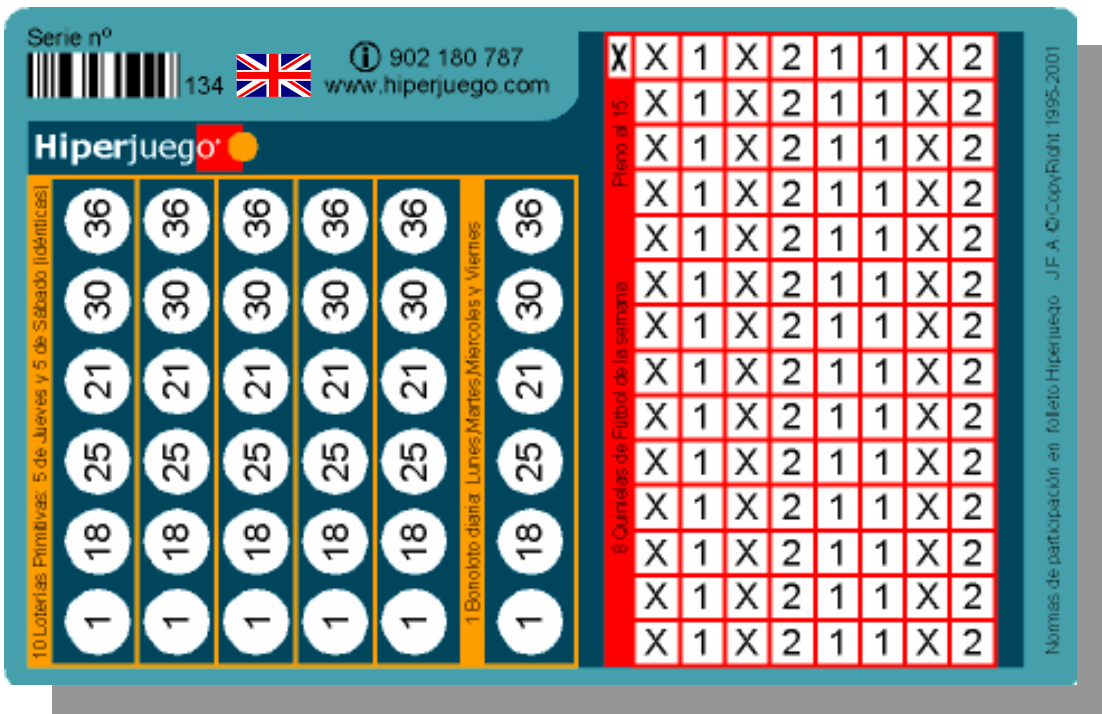 Serie nº
134
ⓘ 902 180 787
www.hiperjuego.com
Hiperjuego
10 Loterías Primitivas: 5 de Jueves y 5 de Sábado (idénticas)
36 36 36 36 36
30 30 30 30 30
21 21 21 21 21
25 25 25 25 25
18 18 18 18 18
1 1 1 1 1
1 Bonoloto diaria: Lunes,Martes,Miercoles y Viernes
36
30
21
25
18
1
Pleno al 15:
X
8 Quinielas de Fútbol de la semana
X 1 X 2 1 1 X 2
X 1 X 2 1 1 X 2
X 1 X 2 1 1 X 2
X 1 X 2 1 1 X 2
X 1 X 2 1 1 X 2
X 1 X 2 1 1 X 2
X 1 X 2 1 1 X 2
X 1 X 2 1 1 X 2
X 1 X 2 1 1 X 2
X 1 X 2 1 1 X 2
X 1 X 2 1 1 X 2
X 1 X 2 1 1 X 2
X 1 X 2 1 1 X 2
X 1 X 2 1 1 X 2
Normas de participación en folleto Hiperjuego J.F.A. ©CopyRight 1995-2001